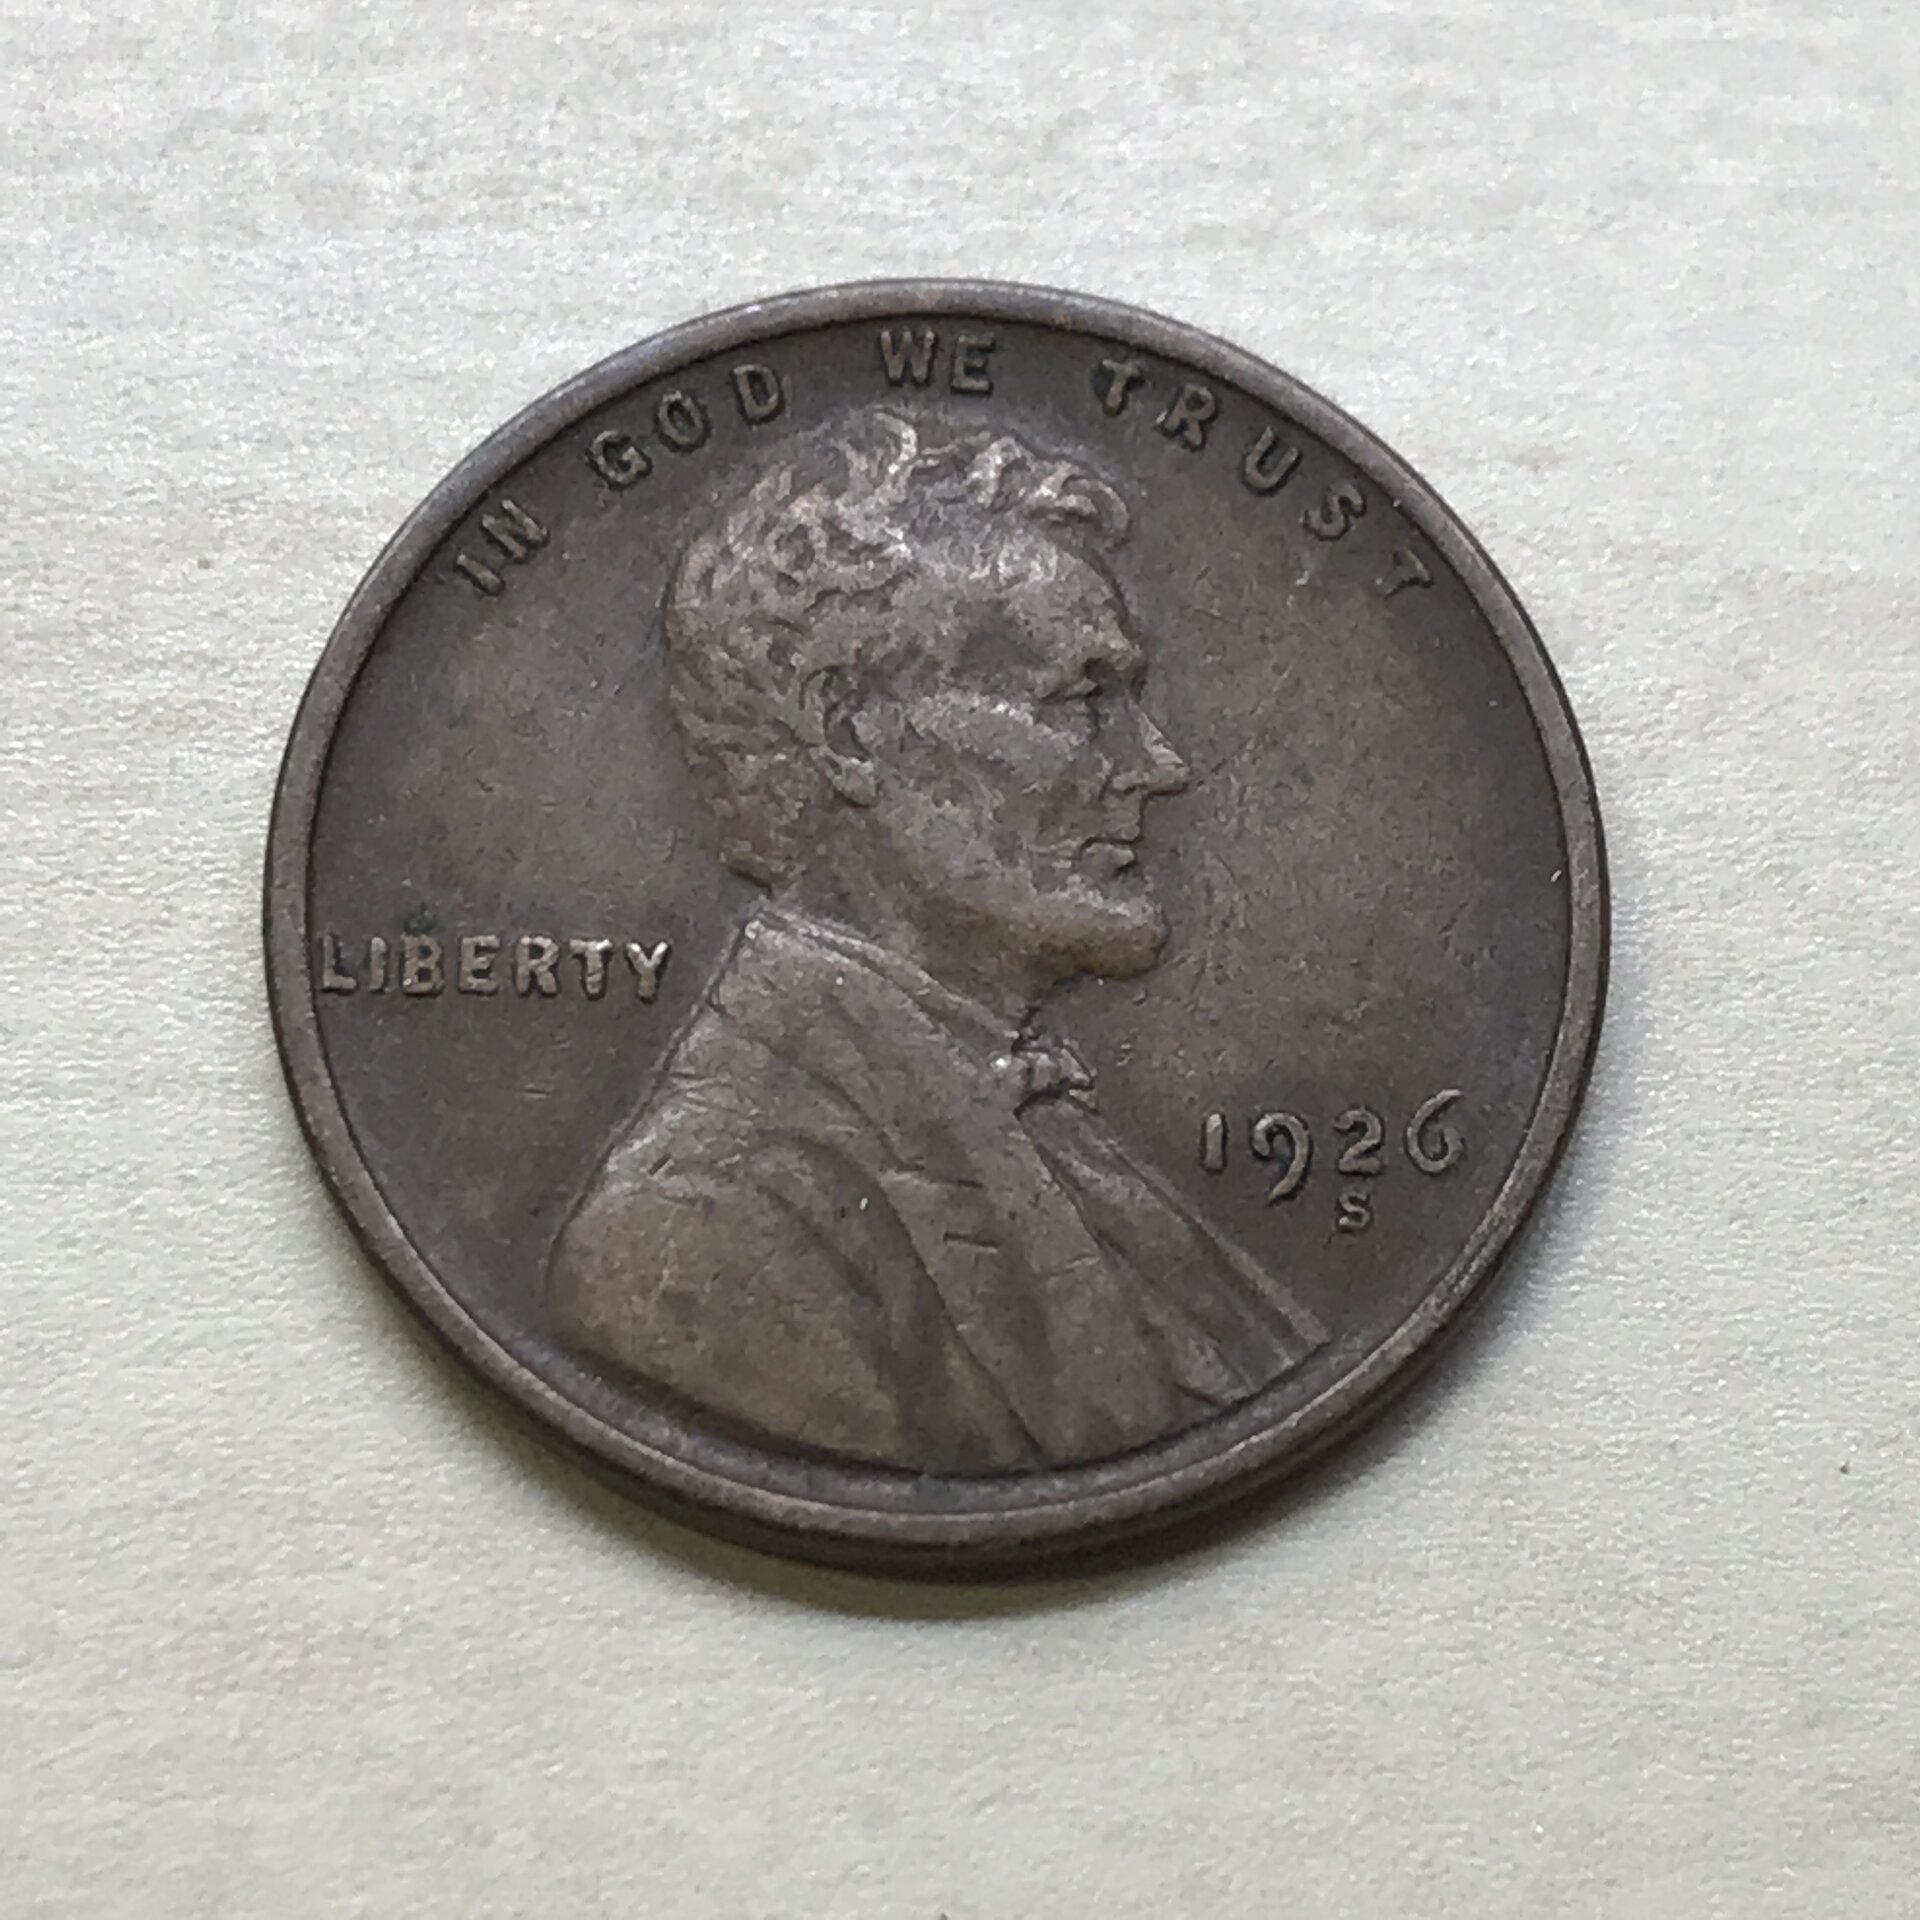 IN GOD WE TRUST
LIBERTY
1926
S